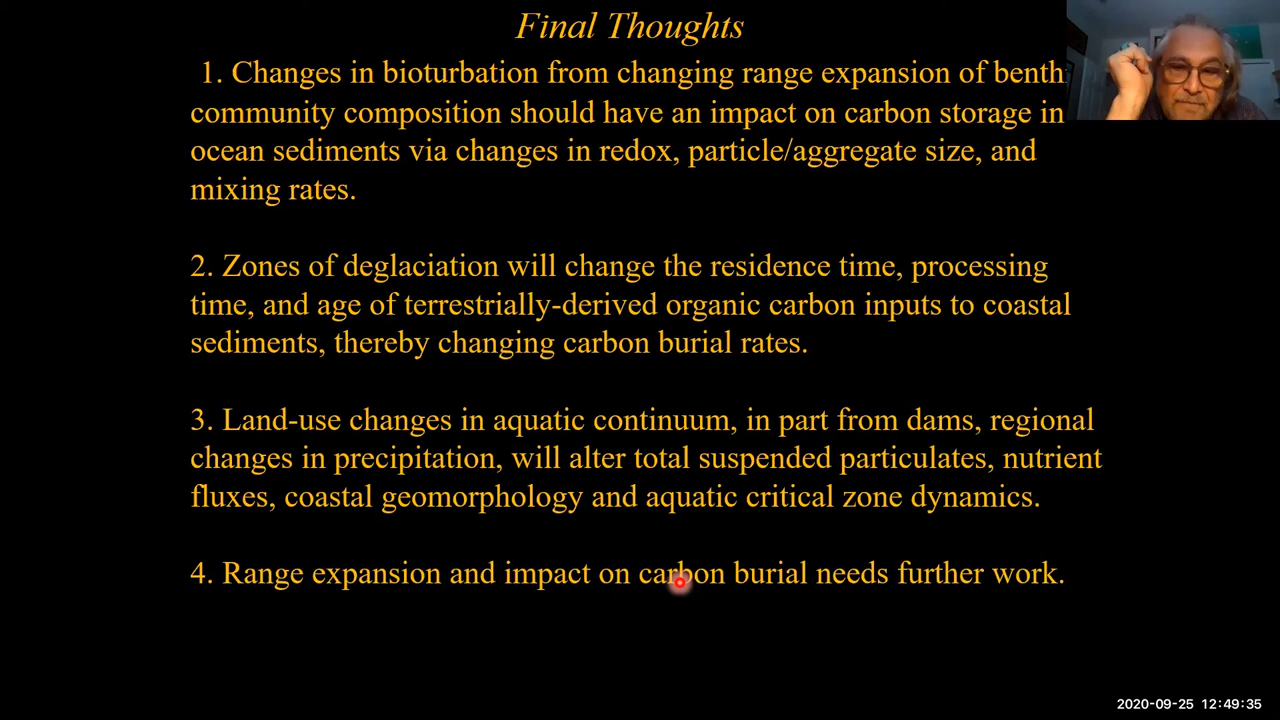 Final Thoughts
1. Changes in bioturbation from changing range expansion of benth
community composition should have an impact on carbon storage in
ocean sediments via changes in redox, particle/aggregate size, and
mixing rates.
2. Zones of deglaciation will change the residence time, processing
time, and age of terrestrially-derived organic carbon inputs to coastal
sediments, thereby changing carbon burial rates.
3. Land-use changes in aquatic continuum, in part from dams, regional
changes in precipitation, will alter total suspended particulates, nutrient
fluxes, coastal geomorphology and aquatic critical zone dynamics.
4. Range expansion and impact on carbon burial needs further work.
2020-09-25 12:49:35